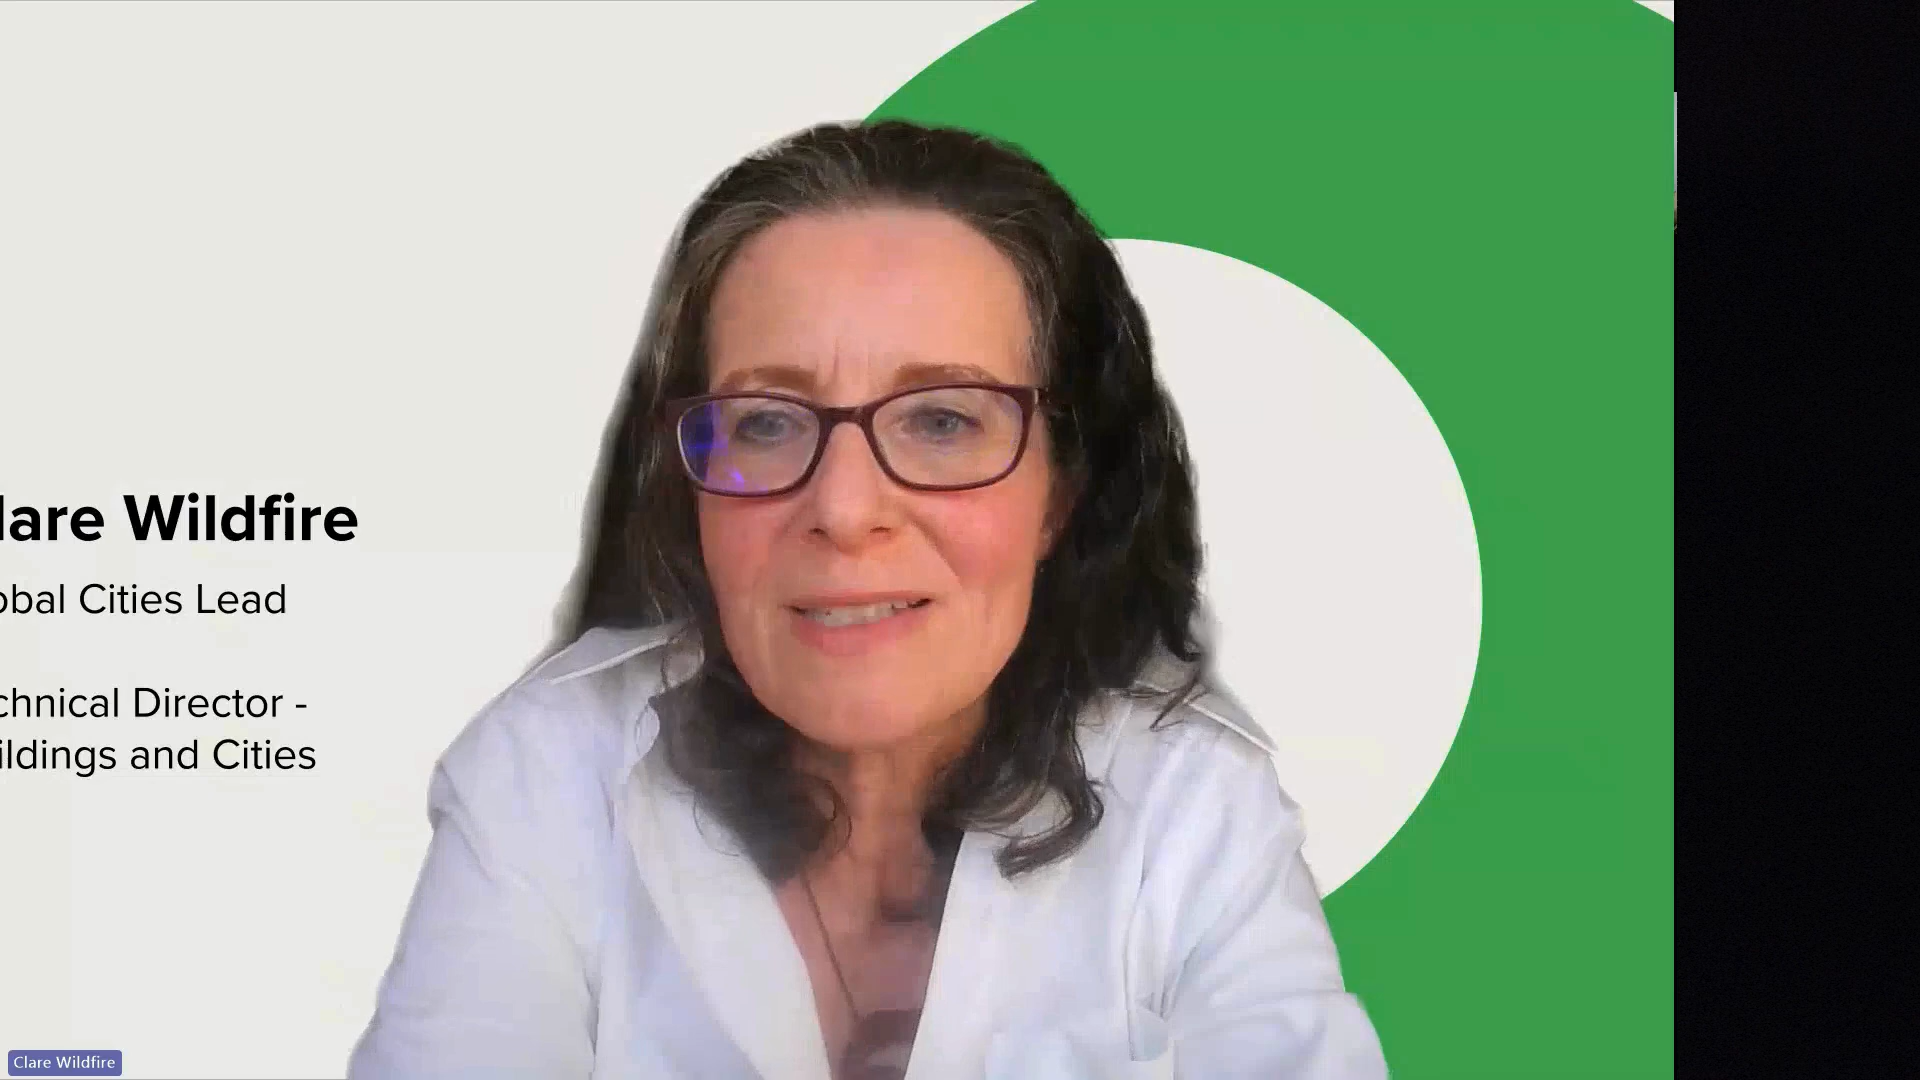 lare Wildfire
obal Cities Lead
chnical Director -
ildings and Cities
Clare Wildfire